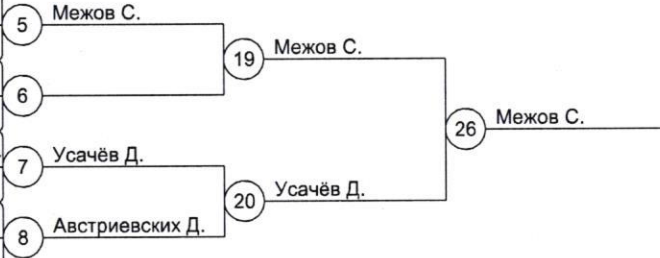 5 Межов С.
19 Межов С.
6
26 Межов С.
7 Усачёв Д.
20 Усачёв Д.
8 Австриевских Д.